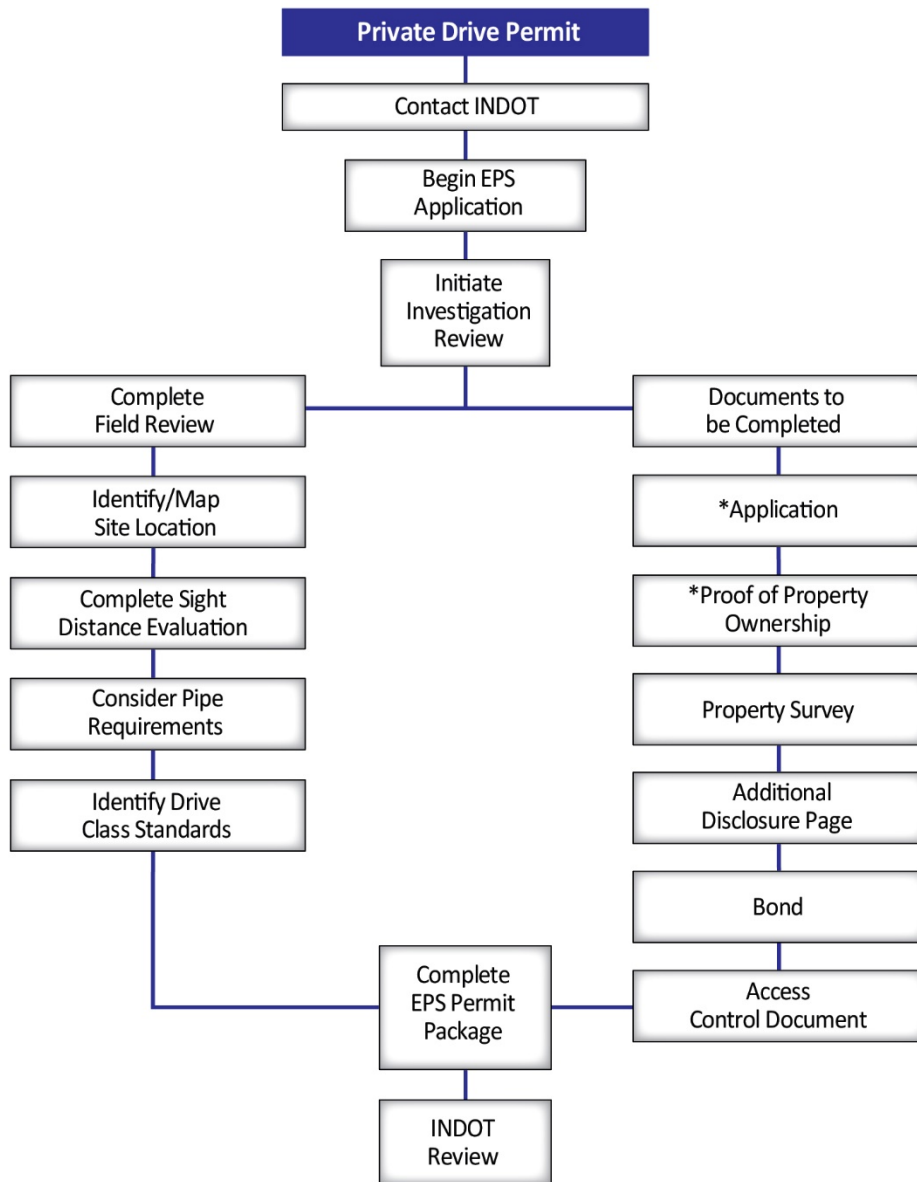 Private Drive Permit
Contact INDOT
Begin EPS
Application
Initiate
Investigation
Review
Complete
Field Review
Identify/Map
Site Location
Complete Sight
Distance Evaluation
Consider Pipe
Requirements
Identify Drive
Class Standards
Documents to
be Completed
*Application
*Proof of Property
Ownership
Property Survey
Additional
Disclosure Page
Bond
Access
Control Document
Complete
EPS Permit
Package
INDOT
Review